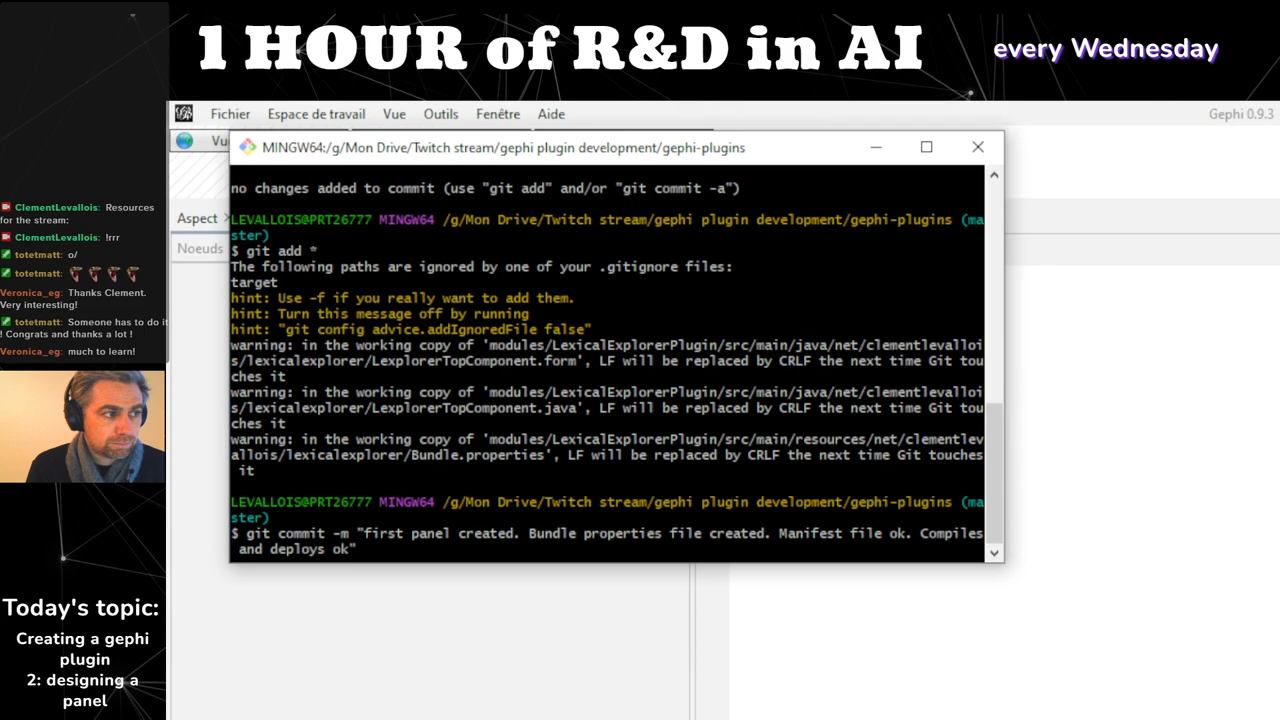 1 HOUR of R&D in AI
every Wednesday
Fichier Espace de travail Vue Outils Fenêtre Aide
Gephi 0.9.3
Vu
MINGW64:/g/Mon Drive/Twitch stream/gephi plugin development/gephi-plugins
Aspect
Noeuds
no changes added to commit (use "git add" and/or "git commit -a")
LEVALLOIS@PRT26777 MINGW64 /g/Mon Drive/Twitch stream/gephi plugin development/gephi-plugins (ma
ster)
$ git add *
The following paths are ignored by one of your .gitignore files:
target
hint: Use -f if you really want to add them.
hint: Turn this message off by running
hint: "git config advice.addIgnoredFile false"
warning: in the working copy of 'modules/LexicalExplorerPlugin/src/main/java/net/clementlevalloi
s/lexicalexplorer/LexplorerTopComponent.form', LF will be replaced by CRLF the next time Git tou
ches it
warning: in the working copy of 'modules/LexicalExplorerPlugin/src/main/java/net/clementlevalloi
s/lexicalexplorer/LexplorerTopComponent.java', LF will be replaced by CRLF the next time Git tou
ches it
warning: in the working copy of 'modules/LexicalExplorerPlugin/src/main/resources/net/clementlev
allois/lexicalexplorer/Bundle.properties', LF will be replaced by CRLF the next time Git touches
it
LEVALLOIS@PRT26777 MINGW64 /g/Mon Drive/Twitch stream/gephi plugin development/gephi-plugins (ma
ster)
$ git commit -m "first panel created. Bundle properties file created. Manifest file ok. Compiles
and deploys ok"
ClementLevallois: Resources
for the stream:
ClementLevallois: !rrr
totetmatt: o/
totetmatt:
Veronica_eg: Thanks Clement.
Very interesting!
totetmatt: Someone has to do it
! Congrats and thanks a lot !
Veronica_eg: much to learn!
Today's topic:
Creating a gephi
plugin
2: designing a
panel